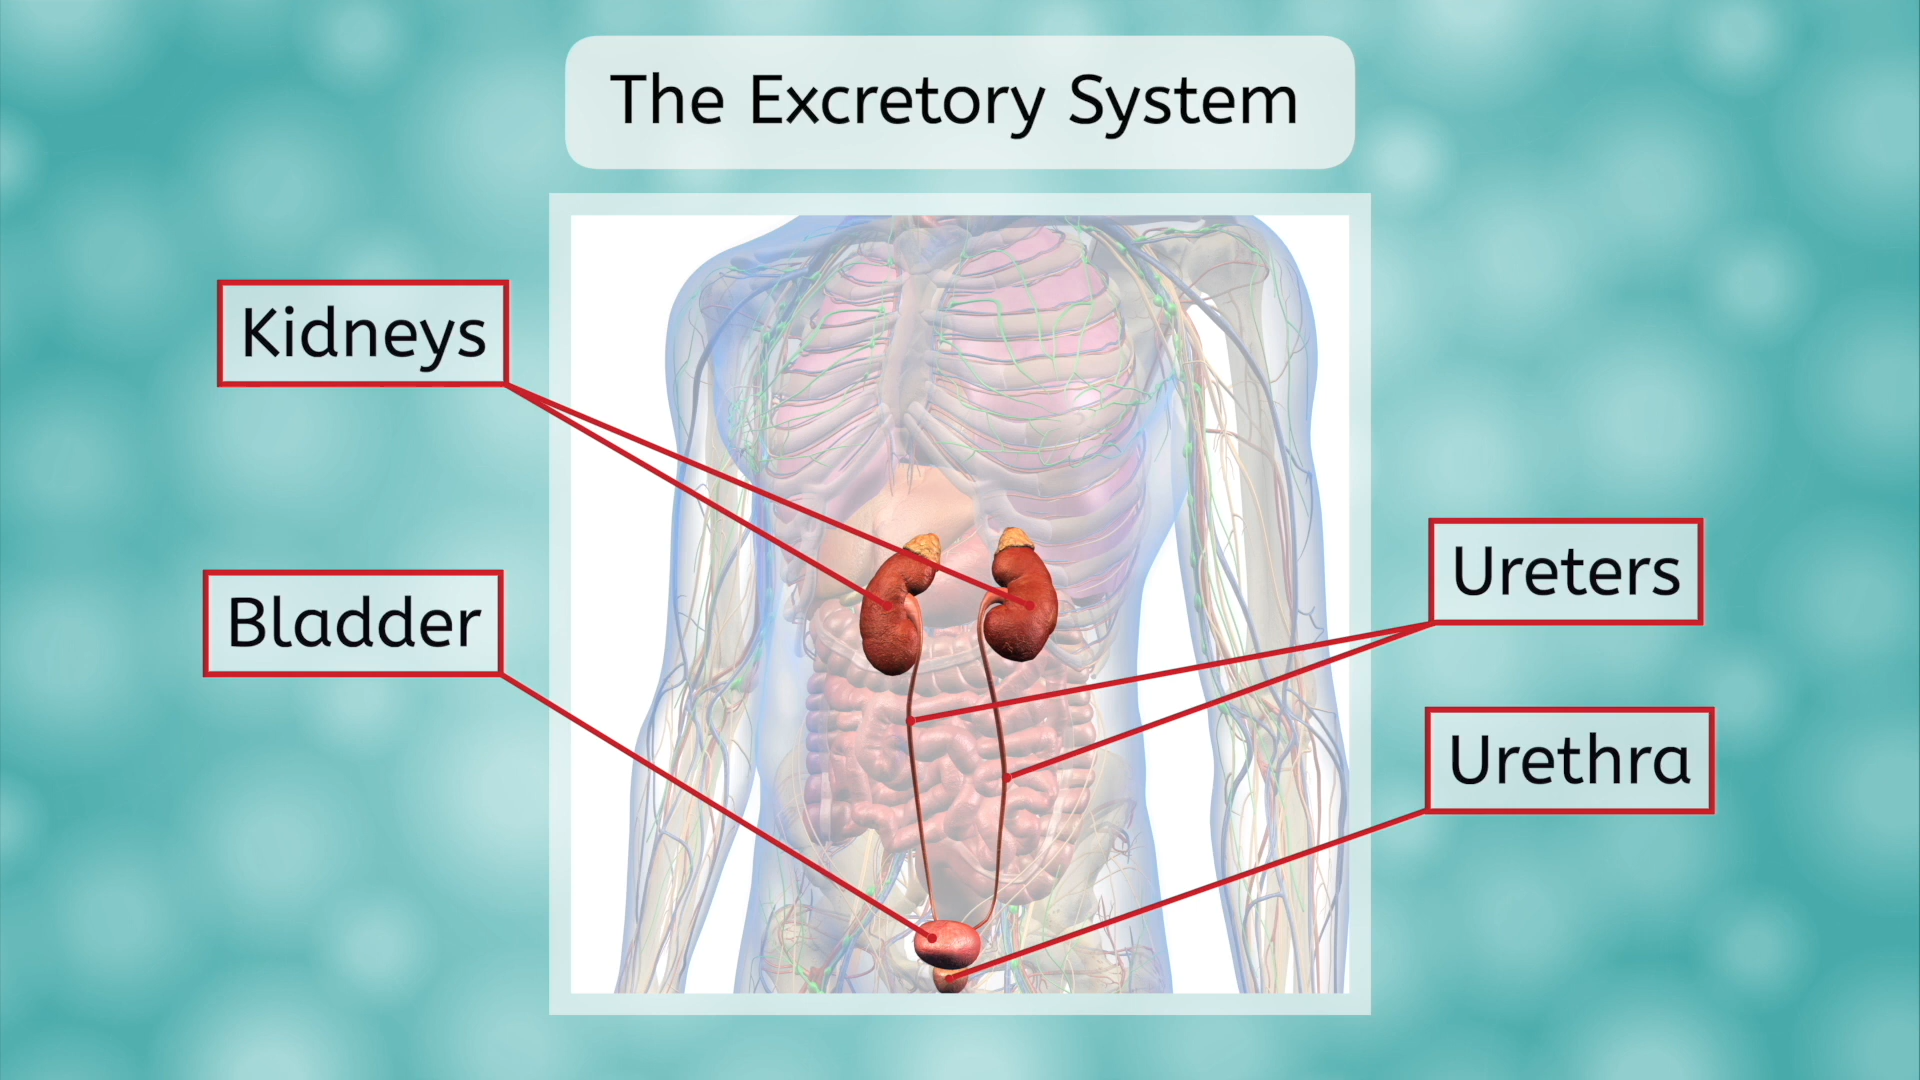 The Excretory System
Kidneys
Bladder
Ureters
Urethra